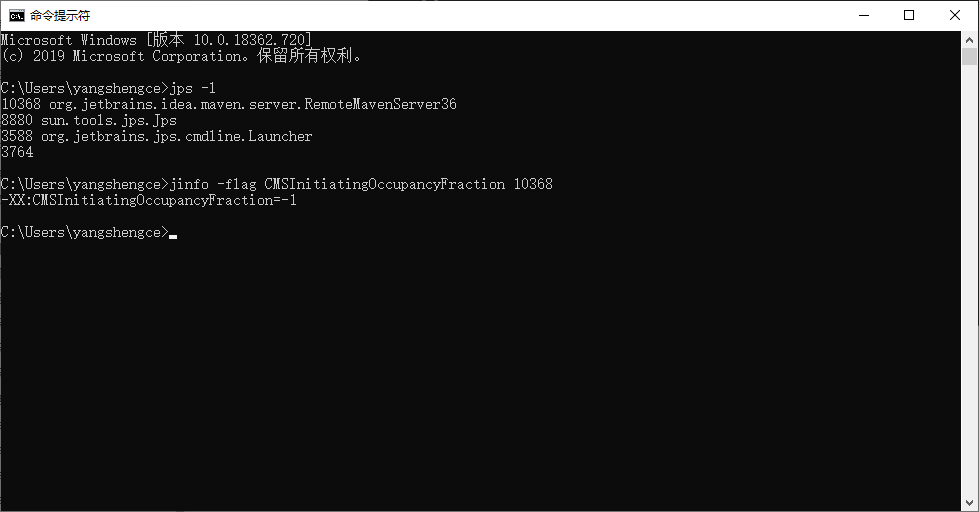 命令提示符
Microsoft Windows [版本 10.0.18362.720]
(c) 2019 Microsoft Corporation。保留所有权利。
C:\Users\yangshengce>jps -l
10368 org.jetbrains.idea.maven.server.RemoteMavenServer36
8880 sun.tools.jps.Jps
3588 org.jetbrains.jps.cmdline.Launcher
3764
C:\Users\yangshengce>jinfo -flag CMSInitiatingOccupancyFraction 10368
-XX:CMSInitiatingOccupancyFraction=-1
C:\Users\yangshengce>